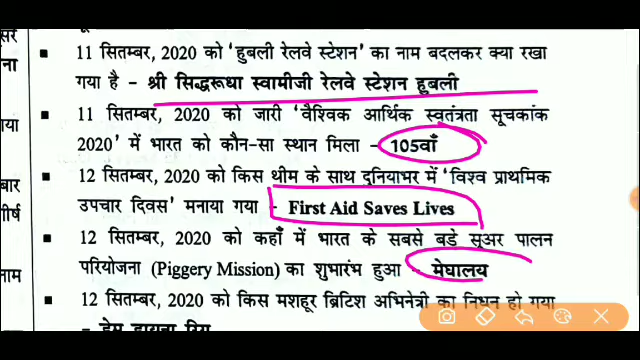 सरे
ना
ाया
बार
ीर्ष
नाम
• 11 सितम्बर, 2020 को 'हुबली रेलवे स्टेशन' का नाम बदलकर क्या रखा
गया है – श्री सिद्धरूधा स्वामीजी रेलवे स्टेशन हुबली
• 11 सितम्बर, 2020 को जारी 'वैश्विक आर्थिक स्वतंत्रता सूचकांक
2020' में भारत को कौन-सा स्थान मिला – 105वाँ
• 12 सितम्बर, 2020 को किस थीम के साथ दुनियाभर में 'विश्व प्राथमिक
उपचार दिवस' मनाया गया – First Aid Saves Lives
• 12 सितम्बर, 2020 को कहाँ में भारत के सबसे बडे सूअर पालन
परियोजना (Piggery Mission) का शुभारंभ हुआ – मेघालय
• 12 सितम्बर, 2020 को किस मशहूर ब्रिटिश अभिनेत्री का निधन हो गया
– डेम डायना रिग